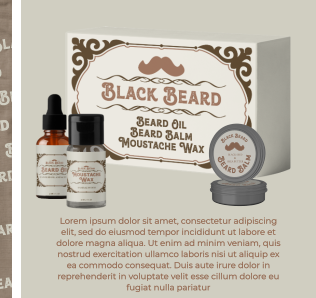 BLACK BEARD
BEARD OIL
BEARD BALM
MOUSTACHE WAX
MOUSTACHE
WAX
BLACK BEARD
BEARD BALM
Lorem ipsum dolor sit amet, consectetur adipiscing
elit, sed do eiusmod tempor incididunt ut labore et
dolore magna aliqua. Ut enim ad minim veniam, quis
nostrud exercitation ullamco laboris nisi ut aliquip ex
ea commodo consequat. Duis aute irure dolor in
reprehenderit in voluptate velit esse cillum dolore eu
fugiat nulla pariatur